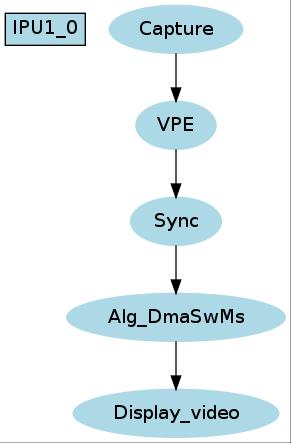 IPU1_0
Capture
VPE
Sync
Alg_DmaSwMs
Display_video